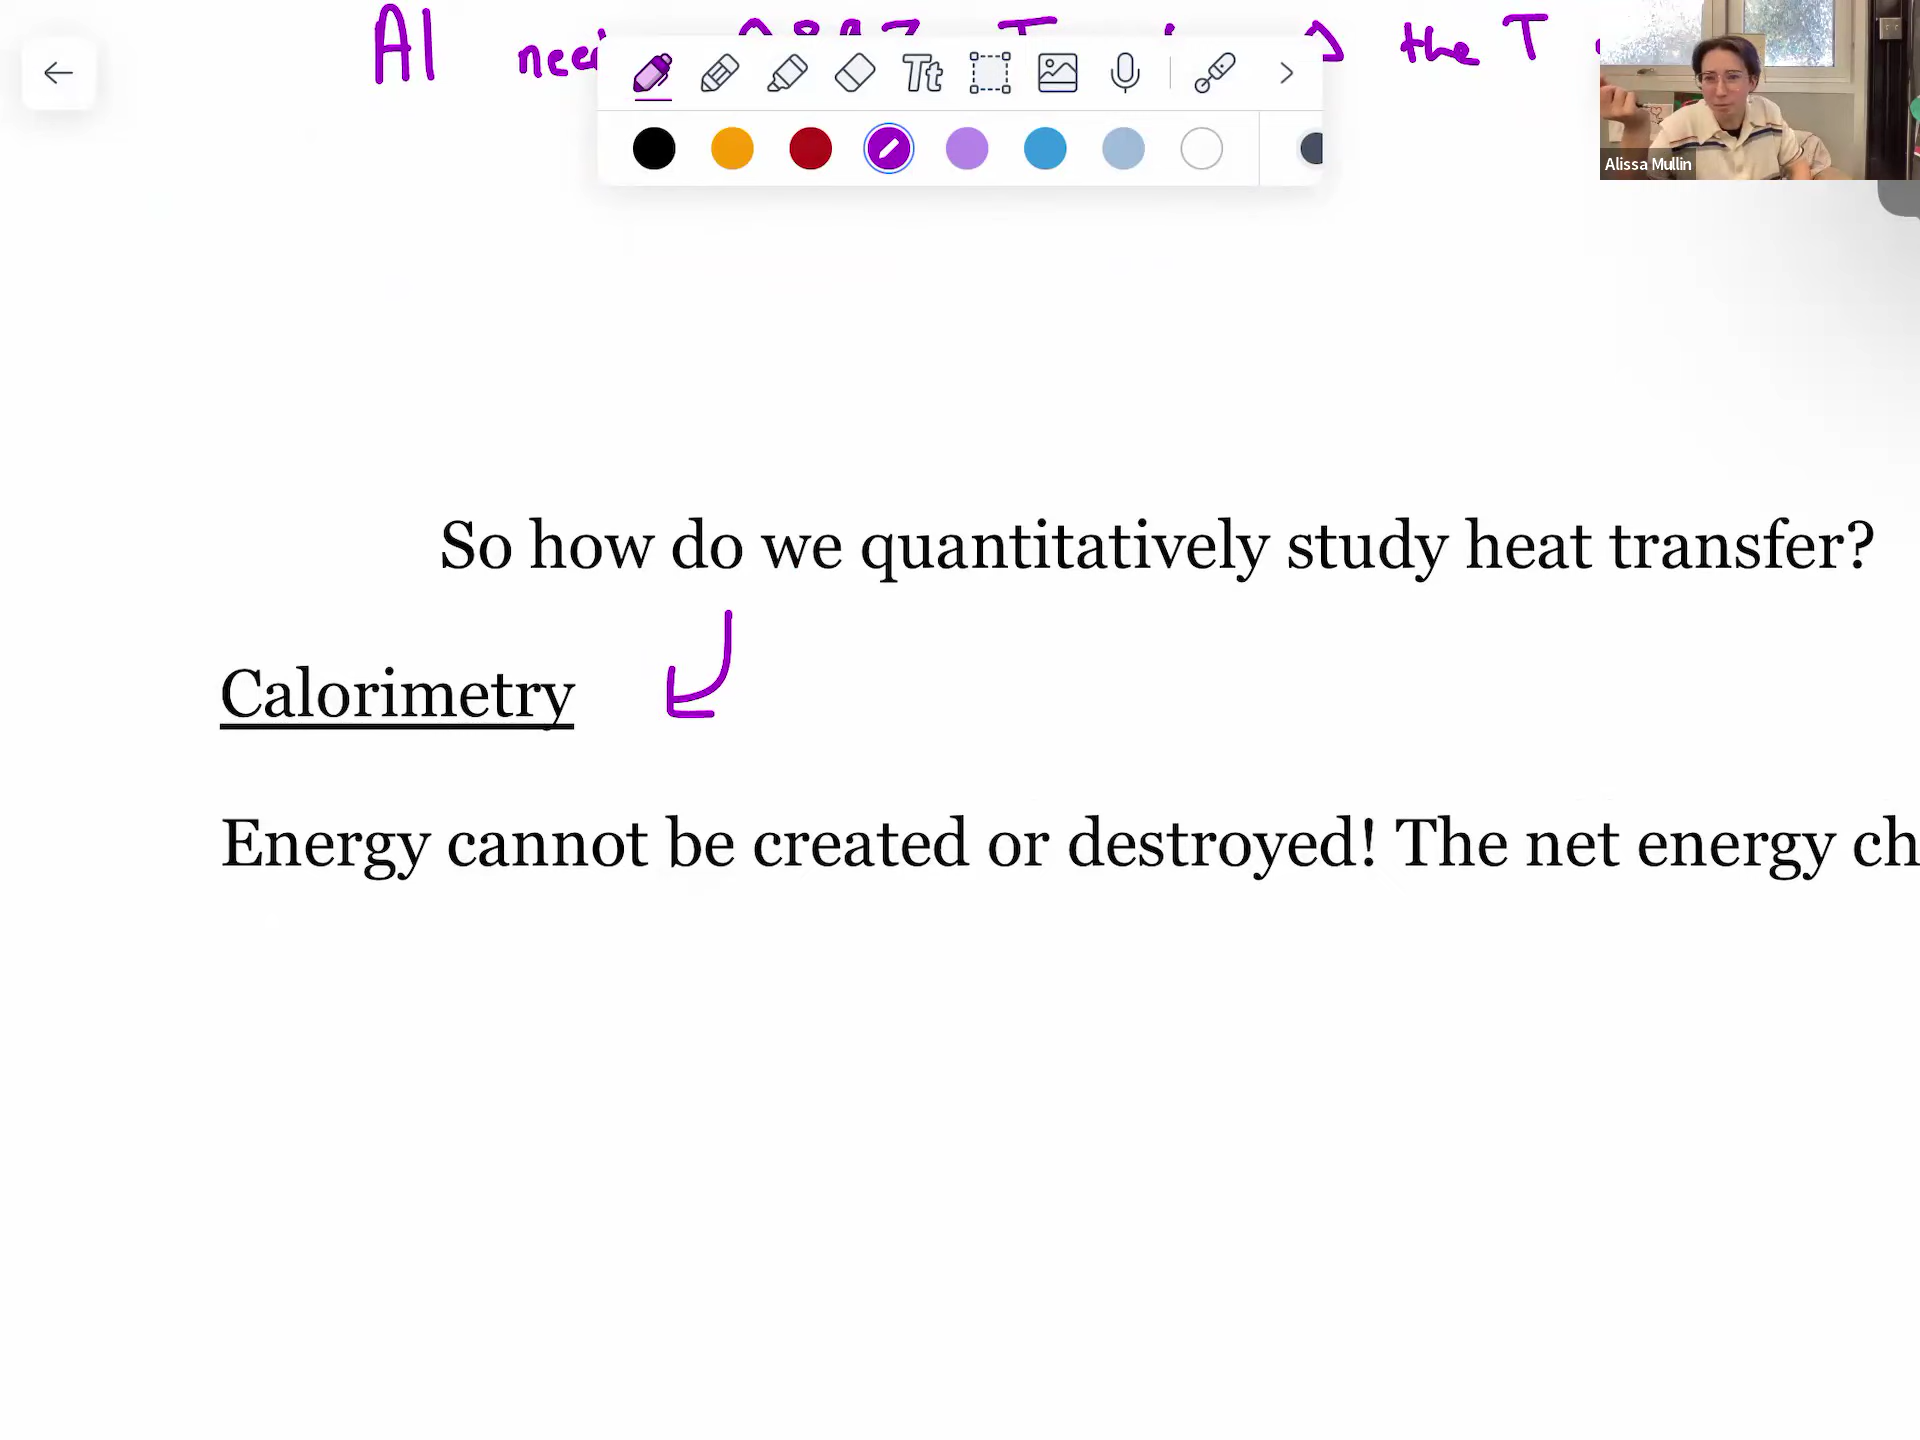 Al the T
Tt
Alissa Mullin
So how do we quantitatively study heat transfer?
Calorimetry
Energy cannot be created or destroyed! The net energy ch